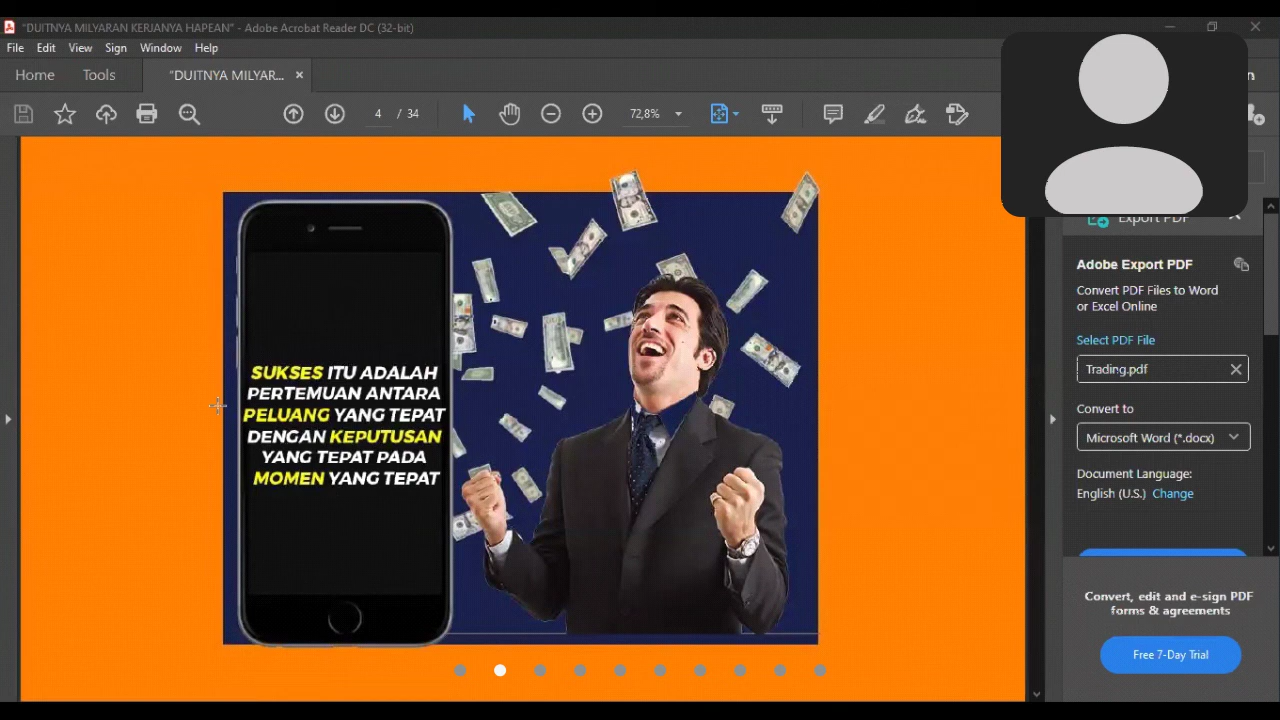 "DUITNYA MILYARAN KERJANYA HAPEAN" - Adobe Acrobat Reader DC (32-bit)
File Edit View Sign Window Help
Home Tools "DUITNYA MILYAR...
4 / 34 72,8%
SUKSES ITU ADALAH
PERTEMUAN ANTARA
PELUANG YANG TEPAT
DENGAN KEPUTUSAN
YANG TEPAT PADA
MOMEN YANG TEPAT
Export PDF
Adobe Export PDF
Convert PDF Files to Word
or Excel Online
Select PDF File
Trading.pdf
Convert to
Microsoft Word (*.docx)
Document Language:
English (U.S.) Change
Convert, edit and e-sign PDF
forms & agreements
Free 7-Day Trial